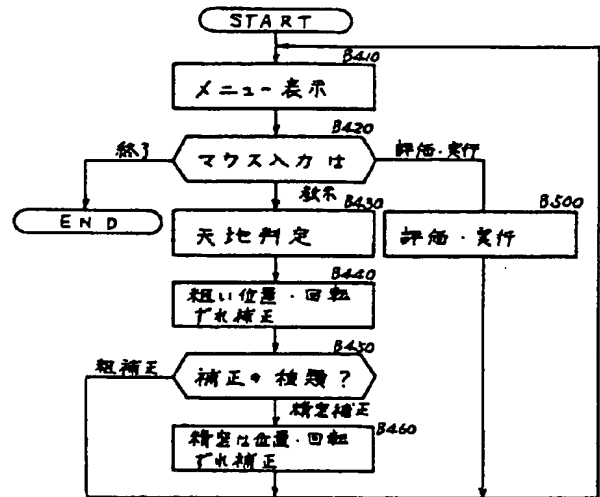 START
B410
メニュー表示
B420
マウス入力は
終了
評価・実行
教示
END
B430
天地判定
B500
評価・実行
B440
粗い位置・回転
ずれ補正
B450
補正の種類?
粗補正
精密補正
B460
精密な位置・回転
ずれ補正